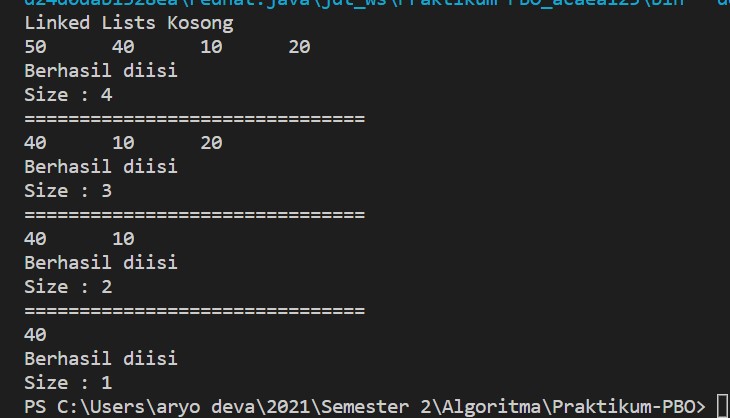 Linked Lists Kosong
50 40 10 20
Berhasil diisi
Size : 4
===============================
40 10 20
Berhasil diisi
Size : 3
===============================
40 10
Berhasil diisi
Size : 2
===============================
40
Berhasil diisi
Size : 1
PS C:\Users\aryo deva\2021\Semester 2\Algoritma\Praktikum-PBO>